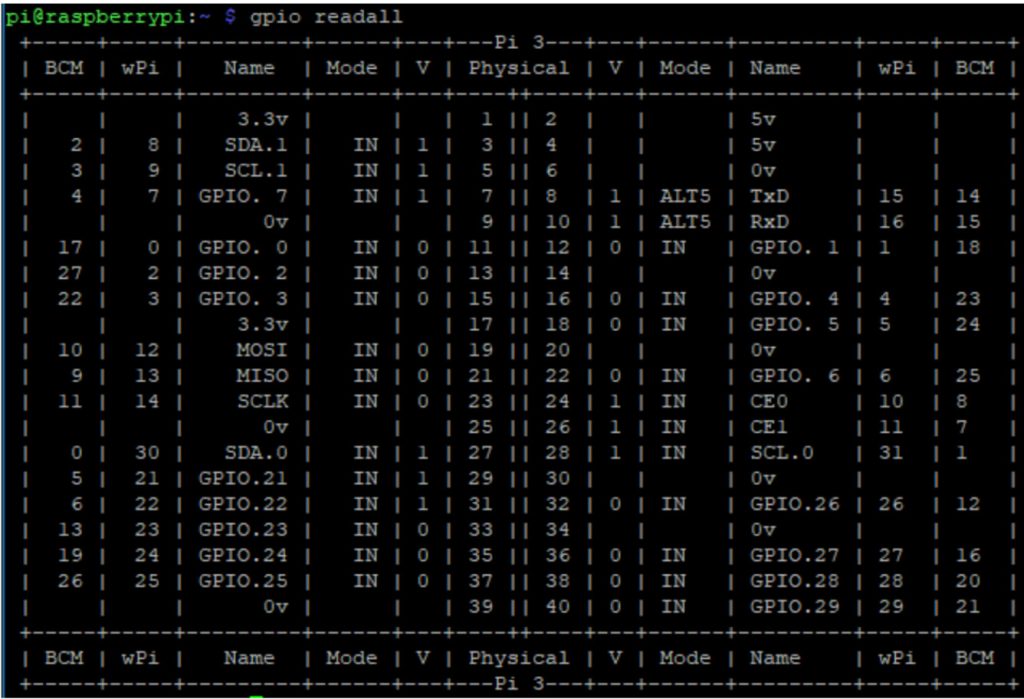 pi@raspberrypi:~ $ gpio readall
+-----+-----+---------+------+---+---Pi 3---+---+------+---------+-----+-----+
| BCM | wPi |   Name  | Mode | V | Physical | V | Mode | Name    | wPi | BCM |
+-----+-----+---------+------+---+----++----+---+------+---------+-----+-----+
|     |     |    3.3v |      |   |  1 || 2  |   |      | 5v      |     |     |
|   2 |   8 |   SDA.1 |   IN | 1 |  3 || 4  |   |      | 5v      |     |     |
|   3 |   9 |   SCL.1 |   IN | 1 |  5 || 6  |   |      | 0v      |     |     |
|   4 |   7 | GPIO. 7 |   IN | 1 |  7 || 8  | 1 | ALT5 | TxD     | 15  | 14  |
|     |     |      0v |      |   |  9 || 10 | 1 | ALT5 | RxD     | 16  | 15  |
|  17 |   0 | GPIO. 0 |   IN | 0 | 11 || 12 | 0 | IN   | GPIO. 1 | 1   | 18  |
|  27 |   2 | GPIO. 2 |   IN | 0 | 13 || 14 |   |      | 0v      |     |     |
|  22 |   3 | GPIO. 3 |   IN | 0 | 15 || 16 | 0 | IN   | GPIO. 4 | 4   | 23  |
|     |     |    3.3v |      |   | 17 || 18 | 0 | IN   | GPIO. 5 | 5   | 24  |
|  10 |  12 |    MOSI |   IN | 0 | 19 || 20 |   |      | 0v      |     |     |
|   9 |  13 |    MISO |   IN | 0 | 21 || 22 | 0 | IN   | GPIO. 6 | 6   | 25  |
|  11 |  14 |    SCLK |   IN | 0 | 23 || 24 | 1 | IN   | CE0     | 10  | 8   |
|     |     |      0v |      |   | 25 || 26 | 1 | IN   | CE1     | 11  | 7   |
|   0 |  30 |   SDA.0 |   IN | 1 | 27 || 28 | 1 | IN   | SCL.0   | 31  | 1   |
|   5 |  21 | GPIO.21 |   IN | 1 | 29 || 30 |   |      | 0v      |     |     |
|   6 |  22 | GPIO.22 |   IN | 1 | 31 || 32 | 0 | IN   | GPIO.26 | 26  | 12  |
|  13 |  23 | GPIO.23 |   IN | 0 | 33 || 34 |   |      | 0v      |     |     |
|  19 |  24 | GPIO.24 |   IN | 0 | 35 || 36 | 0 | IN   | GPIO.27 | 27  | 16  |
|  26 |  25 | GPIO.25 |   IN | 0 | 37 || 38 | 0 | IN   | GPIO.28 | 28  | 20  |
|     |     |      0v |      |   | 39 || 40 | 0 | IN   | GPIO.29 | 29  | 21  |
+-----+-----+---------+------+---+----++----+---+------+---------+-----+-----+
| BCM | wPi |   Name  | Mode | V | Physical | V | Mode | Name    | wPi | BCM |
+-----+-----+---------+------+---+---Pi 3---+---+------+---------+-----+-----+